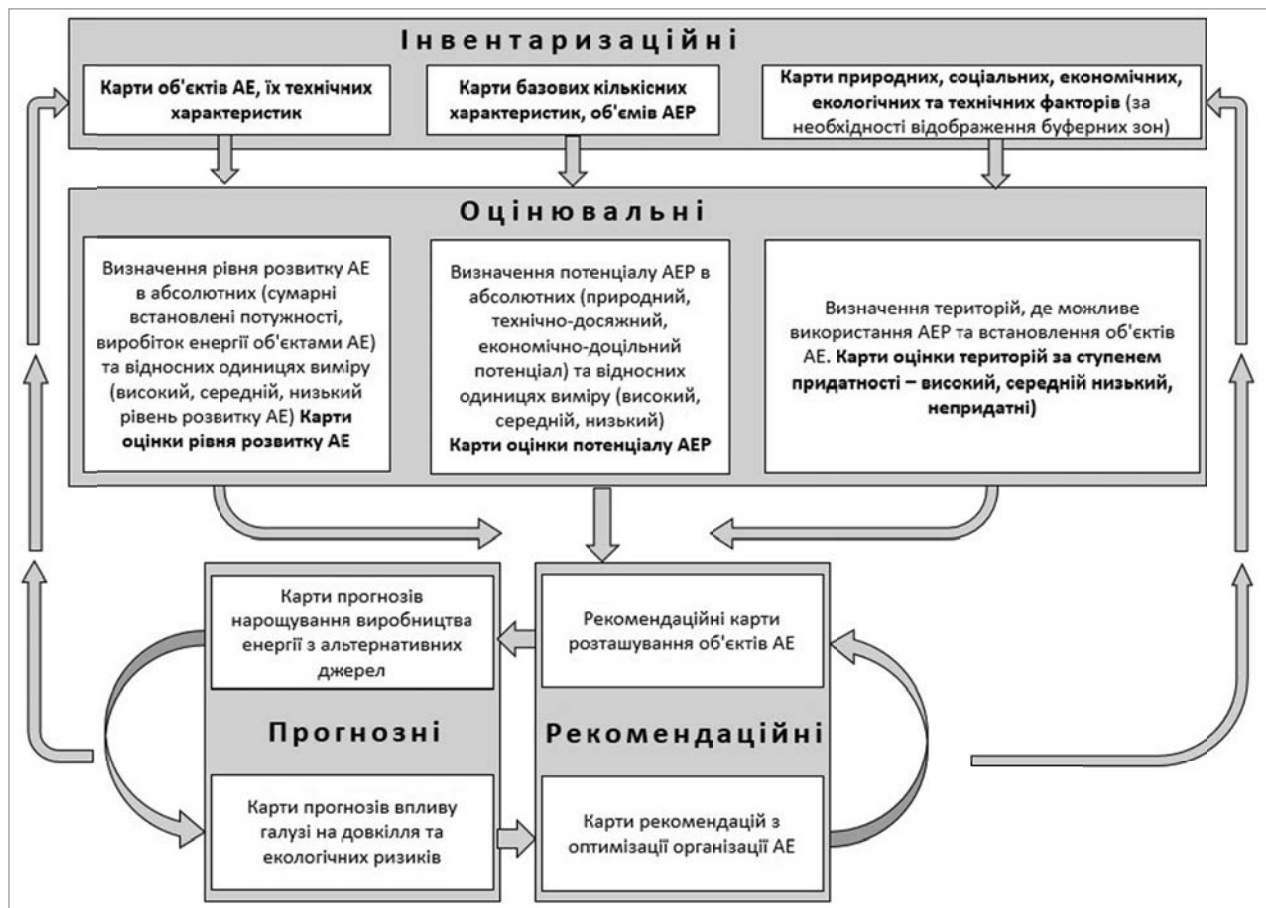 Інвентаризаційні
Карти об'єктів АЕ, їх технічних
характеристик
Карти базових кількісних
характеристик, об'ємів АЕР
Карти природних, соціальних, економічних,
екологічних та технічних факторів (за
необхідності відображення буферних зон)
Оцінювальні
Визначення рівня розвитку АЕ
в абсолютних (сумарні
встановлені потужності,
виробіток енергії об'єктами АЕ)
та відносних одиницях виміру
(високий, середній, низький
рівень розвитку АЕ) Карти
оцінки рівня розвитку АЕ
Визначення потенціалу АЕР в
абсолютних (природний,
технічно-досяжний,
економічно-доцільний
потенціал) та відносних
одиницях виміру (високий,
середній, низький)
Карти оцінки потенціалу АЕР
Визначення територій, де можливе
використання АЕР та встановлення об'єктів
АЕ. Карти оцінки територій за ступенем
придатності – високий, середній низький,
непридатні)
Карти прогнозів
нарощування виробництва
енергії з альтернативних
джерел
Рекомендаційні карти
розташування об'єктів АЕ
Прогнозні
Рекомендаційні
Карти прогнозів впливу
галузі на довкілля та
екологічних ризиків
Карти рекомендацій з
оптимізації організації АЕ